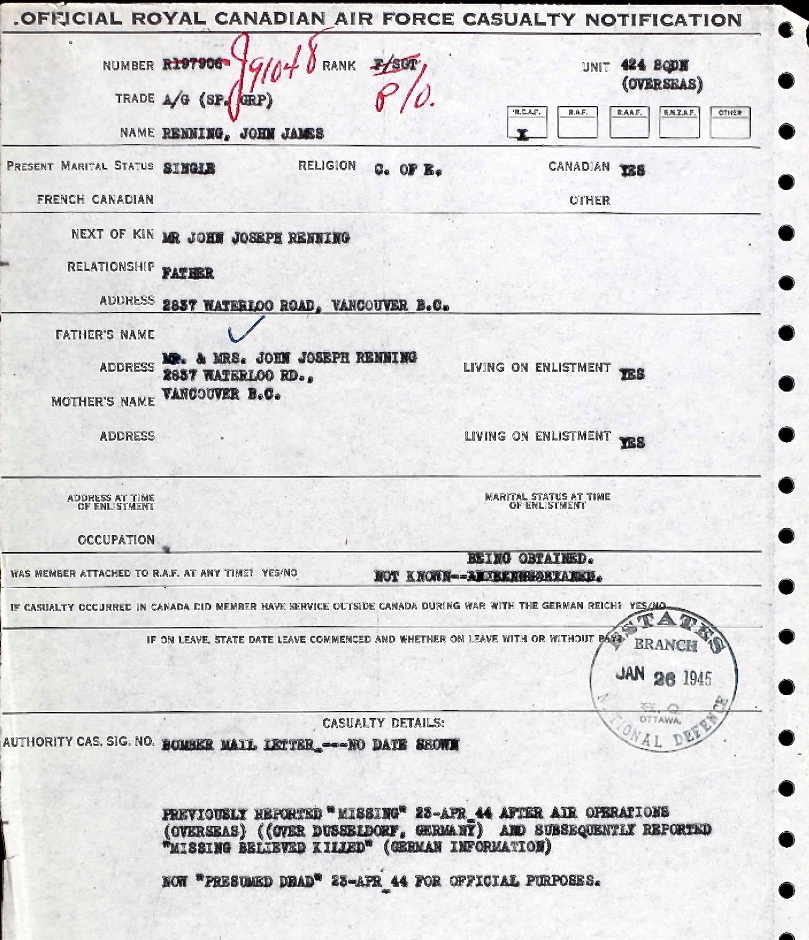 .OFFICIAL ROYAL CANADIAN AIR FORCE CASUALTY NOTIFICATION
NUMBER R197906 J91048 RANK F/SGT UNIT 424 SQDN
P/O. (OVERSEAS)
TRADE A/G (SP. GRP)
R.C.A.F. R.A.F. R.A.A.F. R.N.Z.A.F. OTHER
NAME RENNING, JOHN JAMES X
PRESENT MARITAL STATUS SINGLE RELIGION C. OF E. CANADIAN YES
FRENCH CANADIAN OTHER
NEXT OF KIN MR JOHN JOSEPH RENNING
RELATIONSHIP FATHER
ADDRESS 2837 WATERLOO ROAD, VANCOUVER B.C.
FATHER'S NAME
MR. & MRS. JOHN JOSEPH RENNING
ADDRESS 2837 WATERLOO RD., LIVING ON ENLISTMENT YES
MOTHER'S NAME VANCOUVER B.C.
ADDRESS LIVING ON ENLISTMENT YES
ADDRESS AT TIME MARITAL STATUS AT TIME
OF ENLISTMENT OF ENLISTMENT
OCCUPATION
BEING OBTAINED.
WAS MEMBER ATTACHED TO R.A.F. AT ANY TIME? YES/NO NOT KNOWN--
IF CASUALTY OCCURRED IN CANADA DID MEMBER HAVE SERVICE OUTSIDE CANADA DURING WAR WITH THE GERMAN REICH? YES/NO
IF ON LEAVE, STATE DATE LEAVE COMMENCED AND WHETHER ON LEAVE WITH OR WITHOUT PAY.
ESTATES
BRANCH
JAN 26 1945
OTTAWA.
NATIONAL DEFENCE
CASUALTY DETAILS:
AUTHORITY CAS. SIG. NO. BOMBER MAIL LETTER ---NO DATE SHOWN
PREVIOUSLY REPORTED "MISSING" 23-APR 44 AFTER AIR OPERATIONS
(OVERSEAS) ((OVER DUSSELDORF, GERMANY) AND SUBSEQUENTLY REPORTED
"MISSING BELIEVED KILLED" (GERMAN INFORMATION)
NOW "PRESUMED DEAD" 23-APR 44 FOR OFFICIAL PURPOSES.